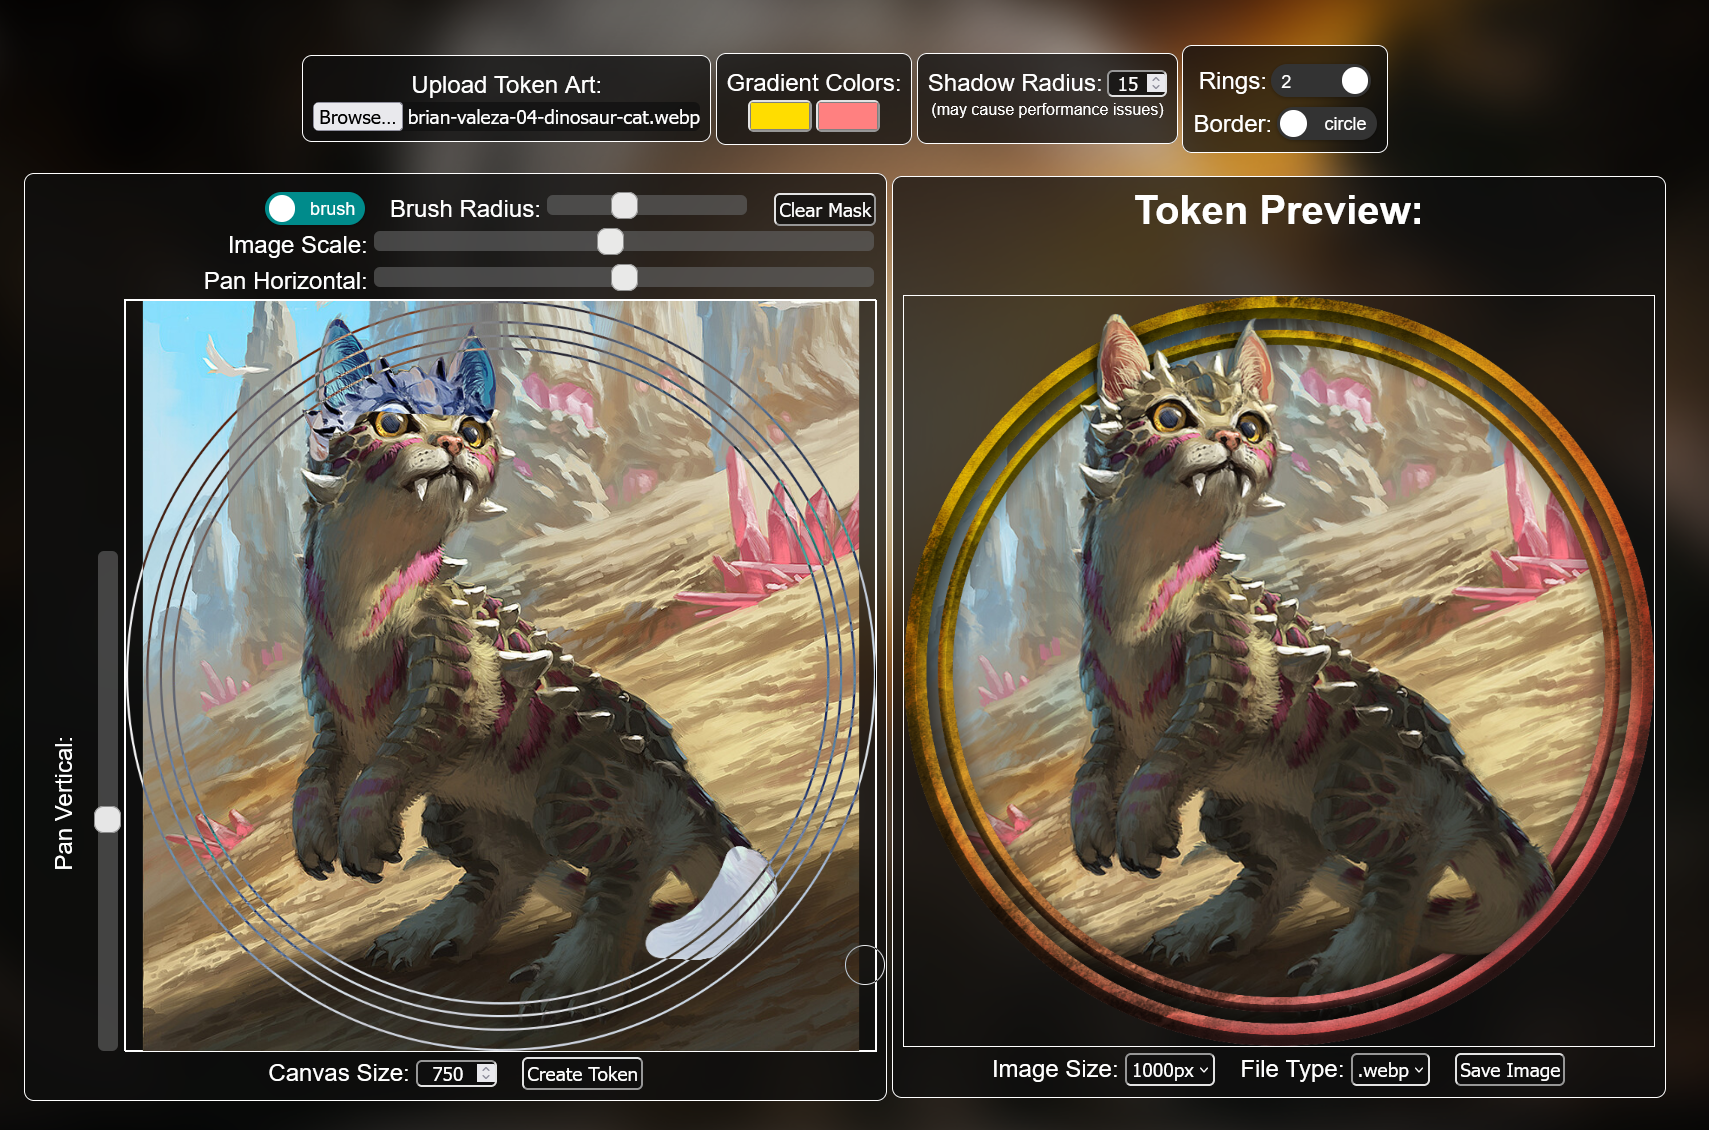 Upload Token Art:
Browse... brian-valeza-04-dinosaur-cat.webp
Gradient Colors:
Shadow Radius: 15
(may cause performance issues)
Rings: 2
Border: circle
brush
Brush Radius:
Clear Mask
Image Scale:
Pan Horizontal:
Pan Vertical:
Canvas Size: 750
Create Token
Token Preview:
Image Size: 1000px
File Type: .webp
Save Image